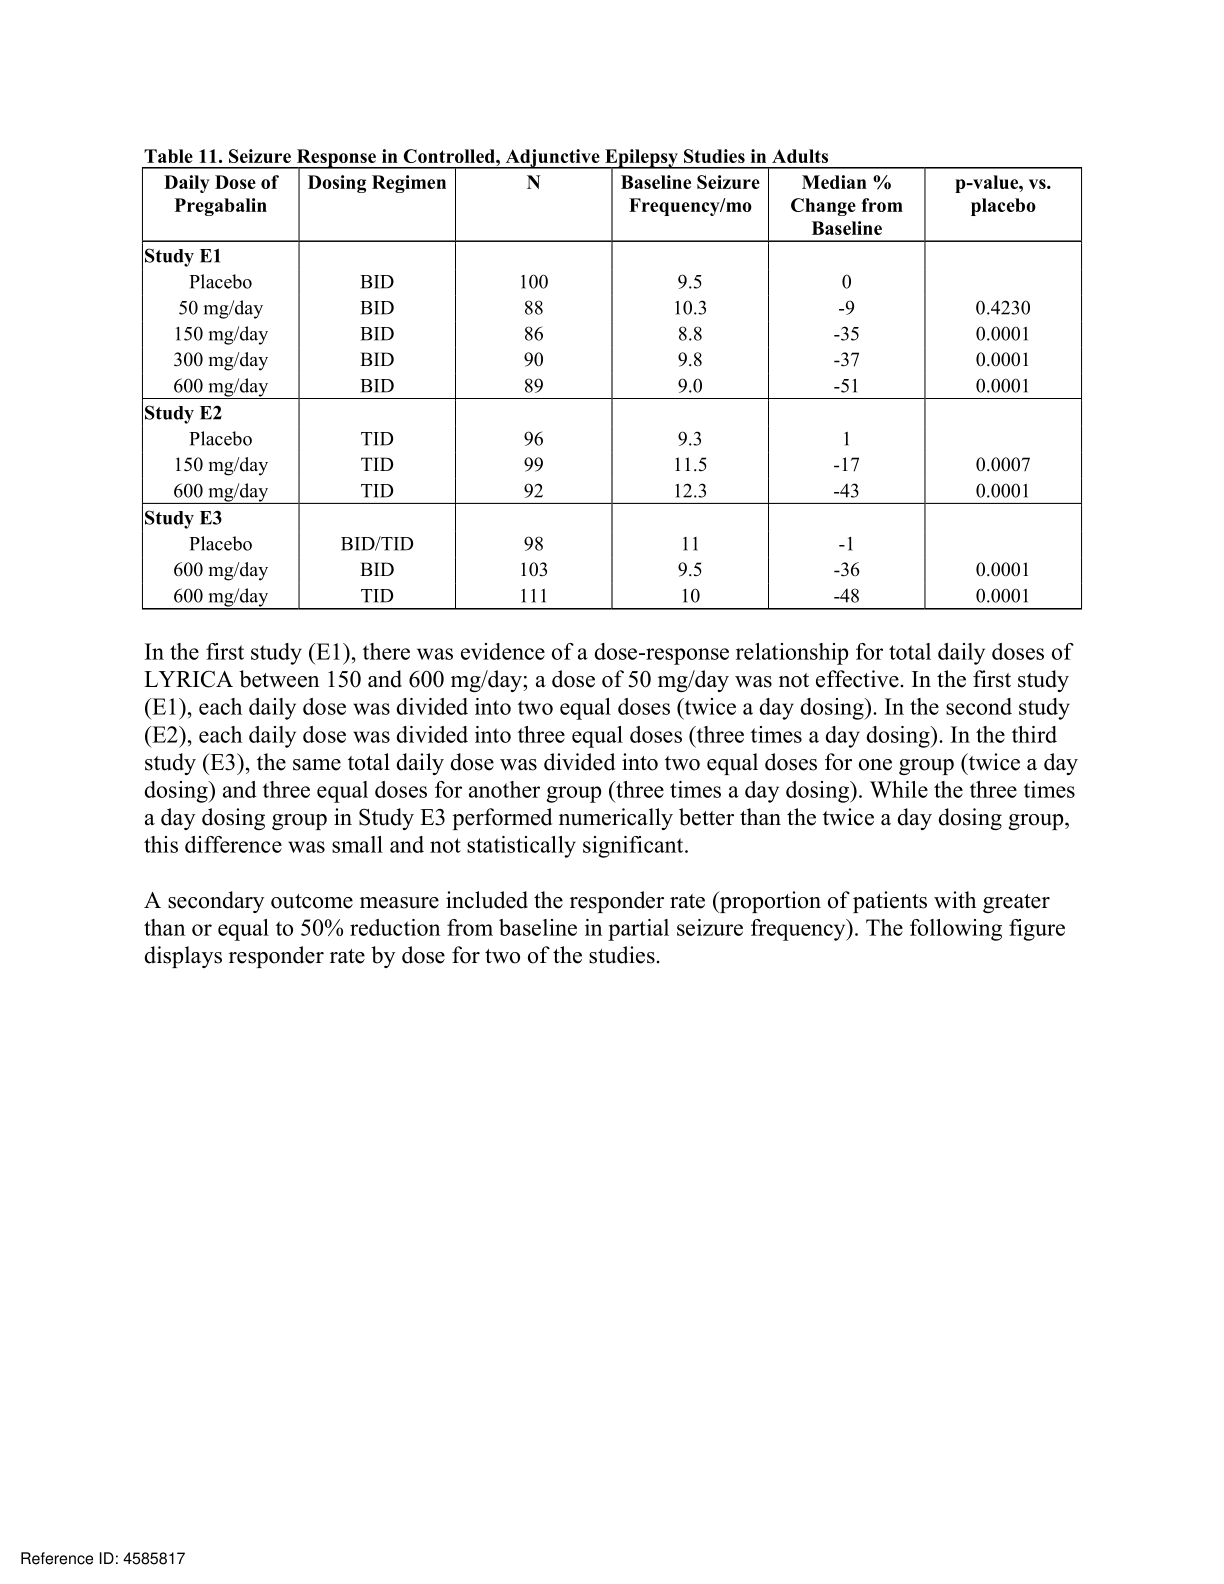 Table 11. Seizure Response in Controlled, Adjunctive Epilepsy Studies in Adults
Daily Dose of Pregabalin Dosing Regimen N Baseline Seizure Frequency/mo Median % Change from Baseline p-value, vs. placebo
Study E1
Placebo BID 100 9.5 0
50 mg/day BID 88 10.3 -9 0.4230
150 mg/day BID 86 8.8 -35 0.0001
300 mg/day BID 90 9.8 -37 0.0001
600 mg/day BID 89 9.0 -51 0.0001
Study E2
Placebo TID 96 9.3 1
150 mg/day TID 99 11.5 -17 0.0007
600 mg/day TID 92 12.3 -43 0.0001
Study E3
Placebo BID/TID 98 11 -1
600 mg/day BID 103 9.5 -36 0.0001
600 mg/day TID 111 10 -48 0.0001
In the first study (E1), there was evidence of a dose-response relationship for total daily doses of
LYRICA between 150 and 600 mg/day; a dose of 50 mg/day was not effective. In the first study
(E1), each daily dose was divided into two equal doses (twice a day dosing). In the second study
(E2), each daily dose was divided into three equal doses (three times a day dosing). In the third
study (E3), the same total daily dose was divided into two equal doses for one group (twice a day
dosing) and three equal doses for another group (three times a day dosing). While the three times
a day dosing group in Study E3 performed numerically better than the twice a day dosing group,
this difference was small and not statistically significant.
A secondary outcome measure included the responder rate (proportion of patients with greater
than or equal to 50% reduction from baseline in partial seizure frequency). The following figure
displays responder rate by dose for two of the studies.
Reference ID: 4585817